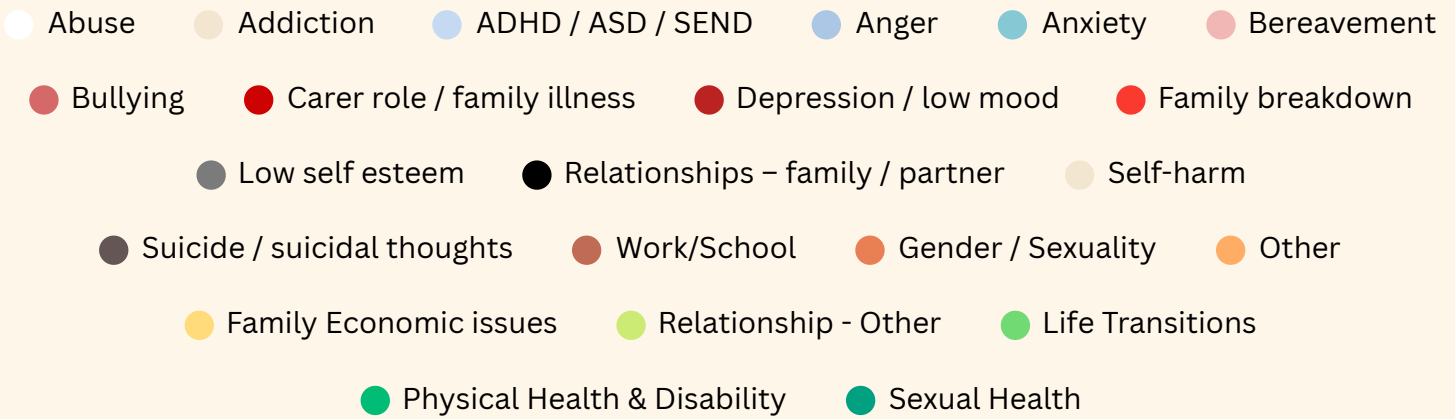 Abuse Addiction ADHD / ASD / SEND Anger Anxiety Bereavement
Bullying Carer role / family illness Depression / low mood Family breakdown
Low self esteem Relationships – family / partner Self-harm
Suicide / suicidal thoughts Work/School Gender / Sexuality Other
Family Economic issues Relationship - Other Life Transitions
Physical Health & Disability Sexual Health